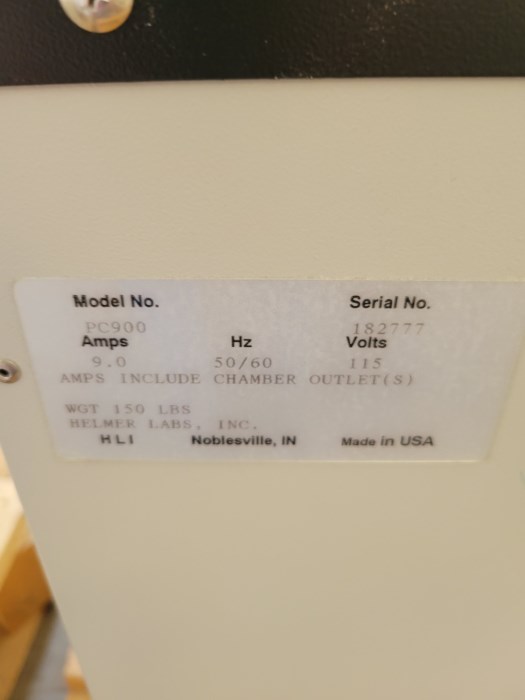 Model No. Serial No.
PC900 182777
Amps Hz Volts
9.0 50/60 115
AMPS INCLUDE CHAMBER OUTLET(S)
WGT 150 LBS
HELMER LABS, INC.
HLI Noblesville, IN Made in USA